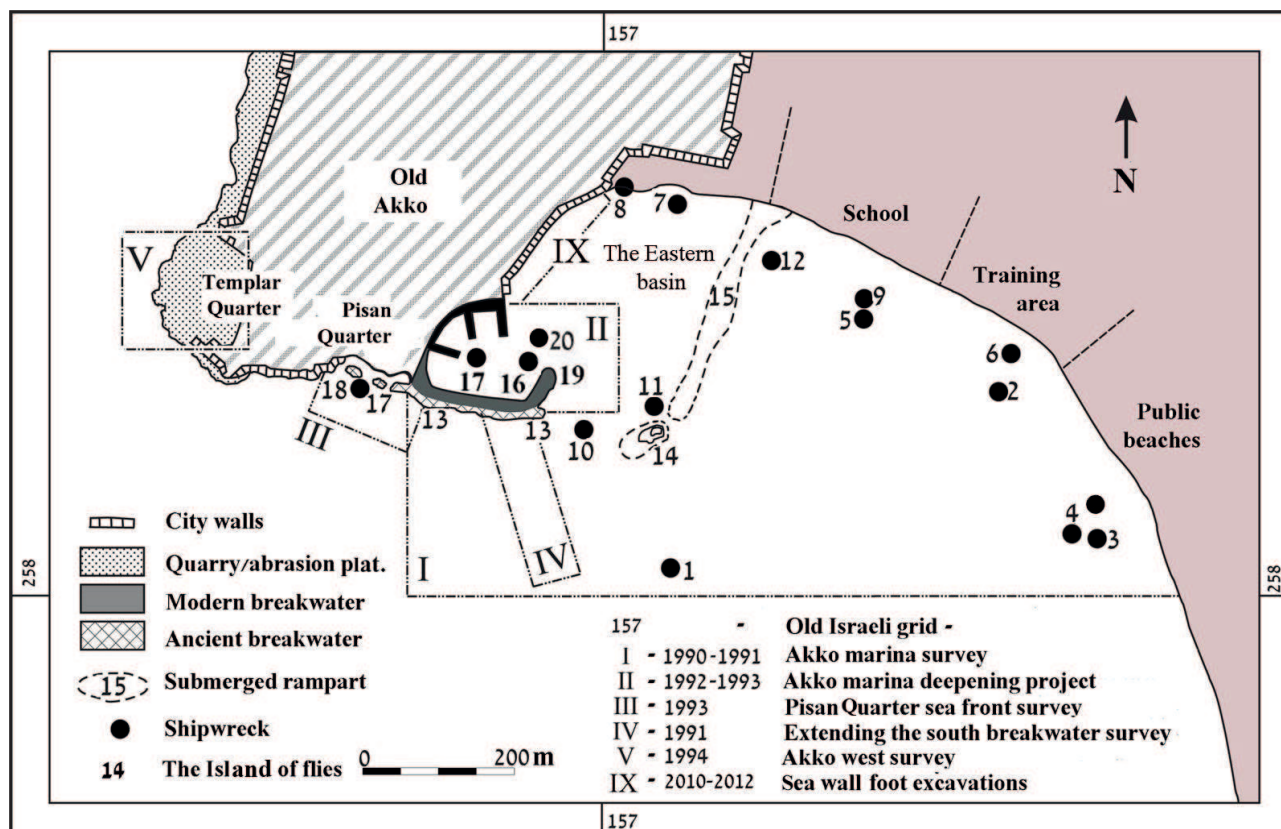 157
Old
Akko
V
Templar
Quarter
Pisan
Quarter
8
7
IX
The Eastern
basin
12
15
School
N
Training
area
9
5
6
2
II
20
17
16
19
18
17
13
13
III
11
10
14
Public
beaches
4
3
I
IV
1
258
258
City walls
Quarry/abrasion plat.
Modern breakwater
Ancient breakwater
15 Submerged rampart
Shipwreck
14 The Island of flies
0 200 m
157 - Old Israeli grid -
I - 1990-1991 Akko marina survey
II - 1992-1993 Akko marina deepening project
III - 1993 Pisan Quarter sea front survey
IV - 1991 Extending the south breakwater survey
V - 1994 Akko west survey
IX - 2010-2012 Sea wall foot excavations
157